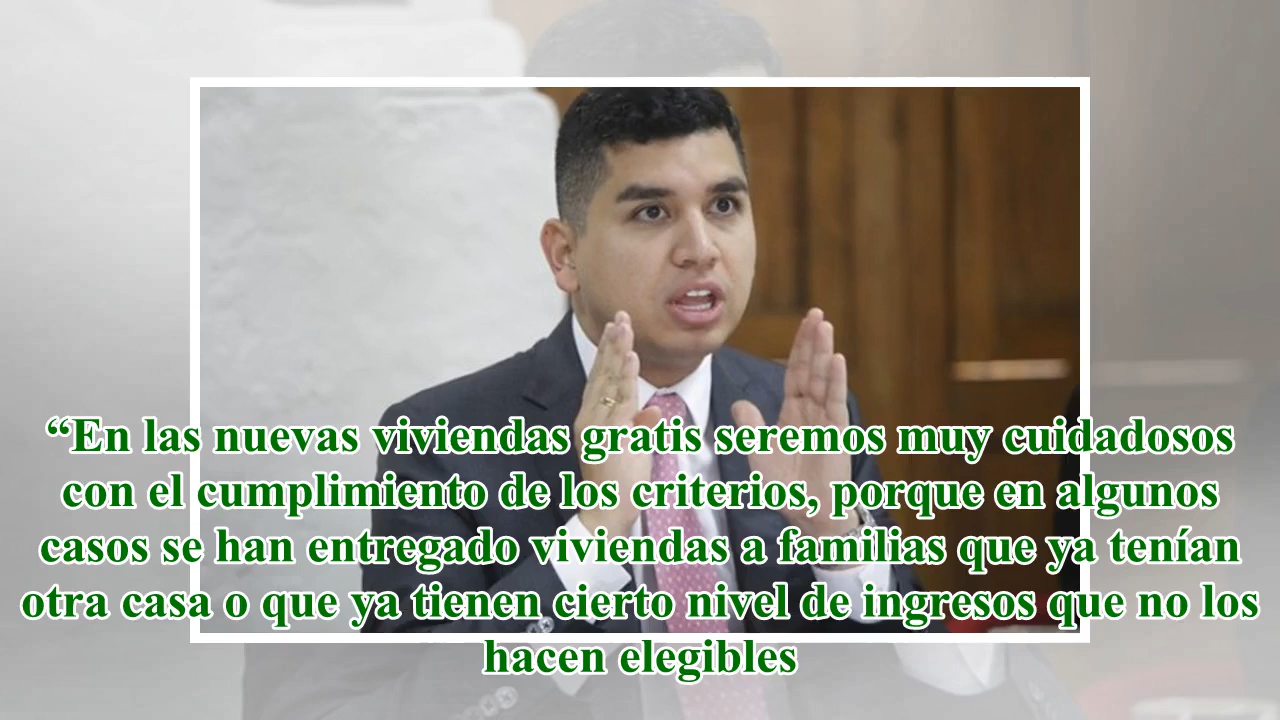 “En las nuevas viviendas gratis seremos muy cuidadosos
con el cumplimiento de los criterios, porque en algunos
casos se han entregado viviendas a familias que ya tenían
otra casa o que ya tienen cierto nivel de ingresos que no los
hacen elegibles